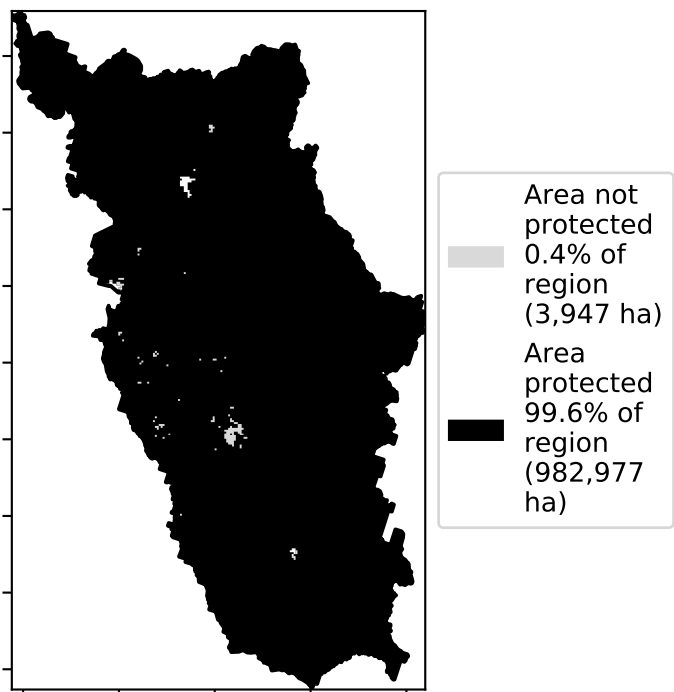 Area not
protected
0.4% of
region
(3,947 ha)
Area
protected
99.6% of
region
(982,977
ha)